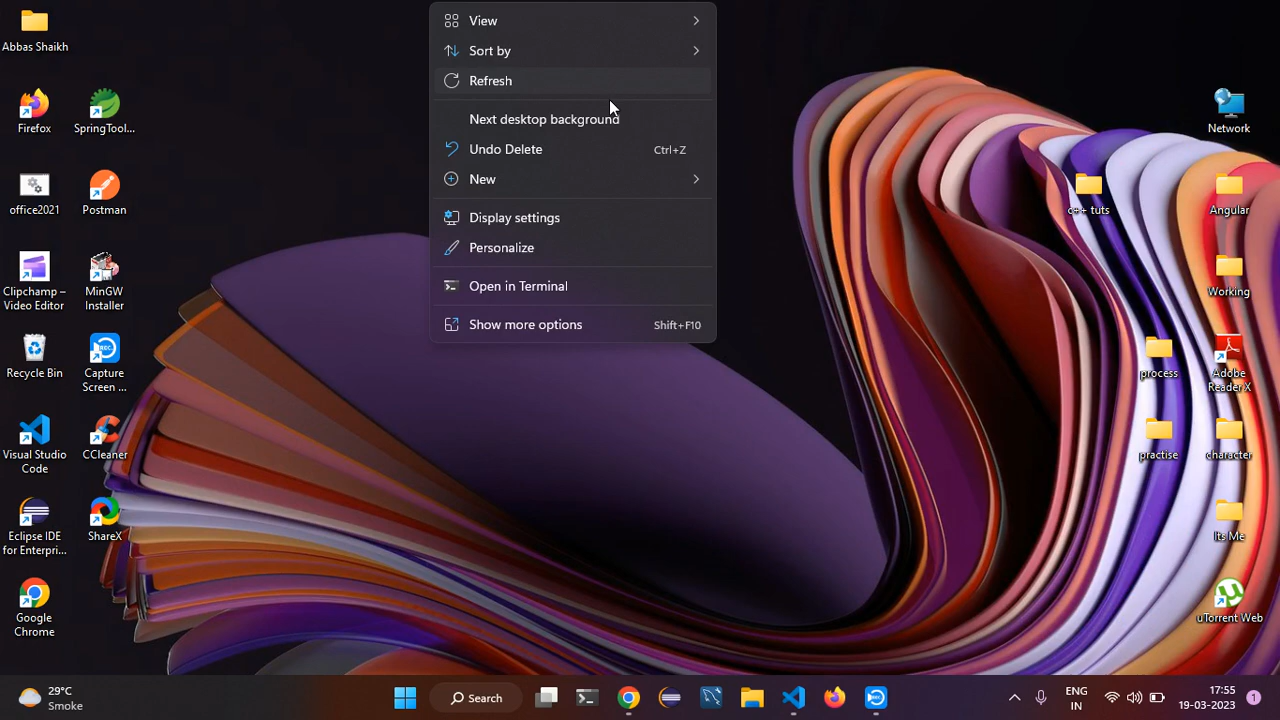 Abbas Shaikh
Firefox
SpringTool...
office2021
Postman
Clipchamp –
Video Editor
MinGW
Installer
Recycle Bin
Capture
Screen ...
Visual Studio
Code
CCleaner
Eclipse IDE
for Enterpri...
ShareX
Google
Chrome
View
Sort by
Refresh
Next desktop background
Undo Delete Ctrl+Z
New
Display settings
Personalize
Open in Terminal
Show more options Shift+F10
Network
c++ tuts
Angular
Working
process
Adobe
Reader X
practise
character
Its Me
uTorrent Web
29°C
Smoke
Search
ENG
IN
17:55
19-03-2023
1